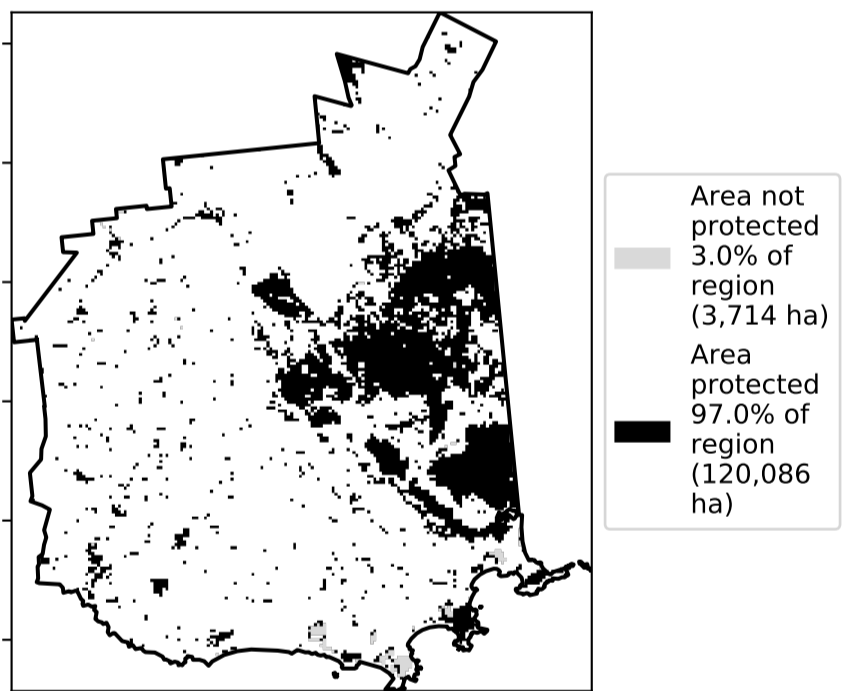 Area not
protected
3.0% of
region
(3,714 ha)
Area
protected
97.0% of
region
(120,086
ha)